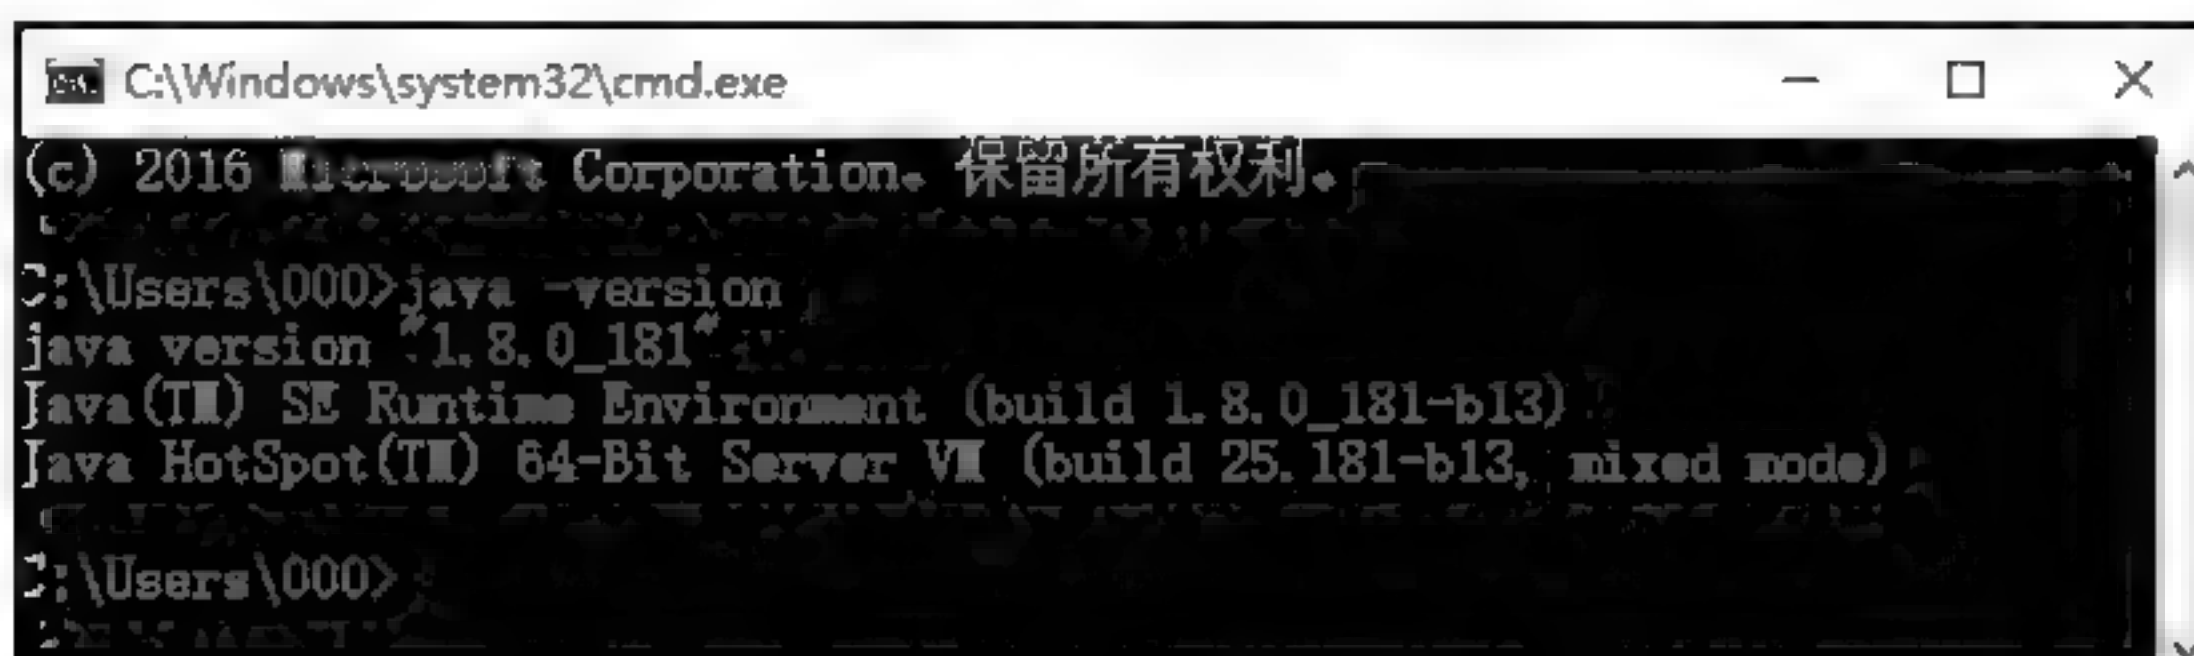 C:\Windows\system32\cmd.exe
(c) 2016 Microsoft Corporation。保留所有权利。
C:\Users\000>java -version
java version "1.8.0_181"
Java(TM) SE Runtime Environment (build 1.8.0_181-b13)
Java HotSpot(TM) 64-Bit Server VM (build 25.181-b13, mixed mode)
C:\Users\000>